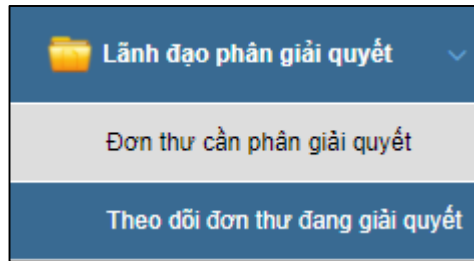 Lãnh đạo phân giải quyết
Đơn thư cần phân giải quyết
Theo dõi đơn thư đang giải quyết